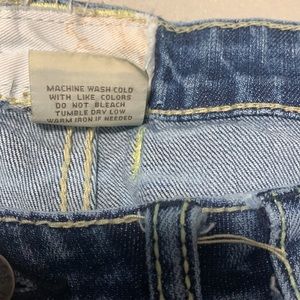 MACHINE WASH COLD
WITH LIKE COLORS
DO NOT BLEACH
TUMBLE DRY LOW
WARM IRON IF NEEDED